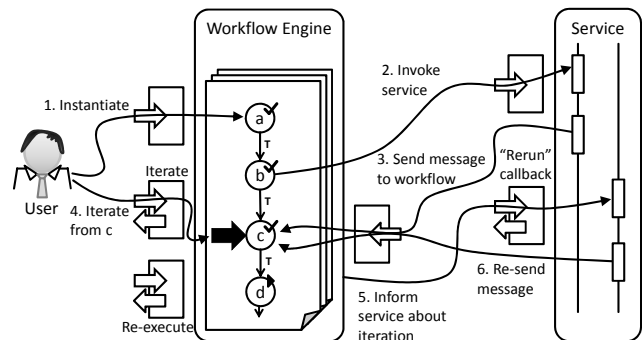 Workflow Engine
Service
1. Instantiate
2. Invoke
service
a
T
b
T
3. Send message
to workflow
"Rerun"
callback
Iterate
User
4. Iterate
from c
c
T
d
5. Inform
service about
iteration
6. Re-send
message
Re-execute